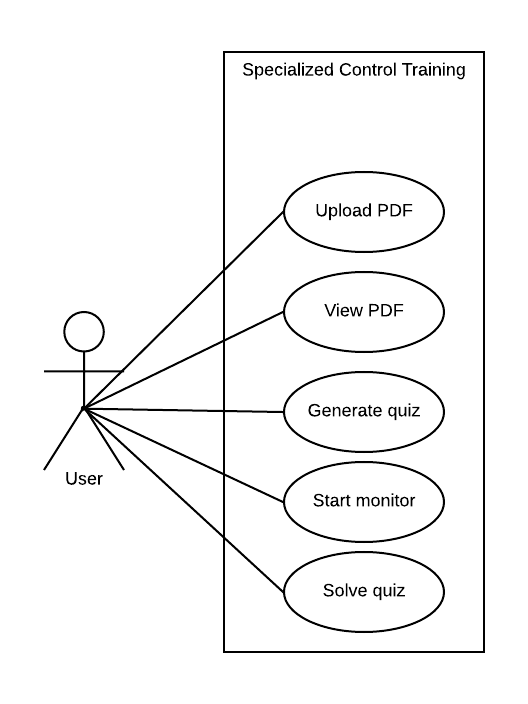 Specialized Control Training
Upload PDF
View PDF
Generate quiz
Start monitor
Solve quiz
User